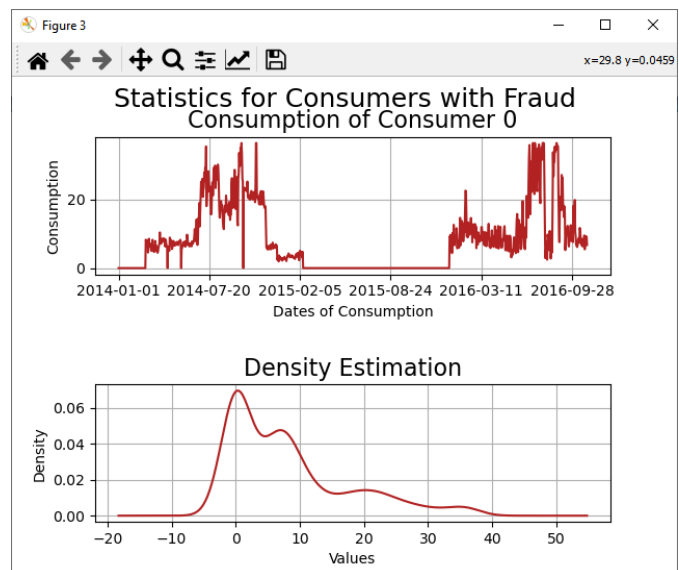 Figure 3
x=29.8 y=0.0459
Statistics for Consumers with Fraud
Consumption of Consumer 0
Consumption
20
0
2014-01-01 2014-07-20 2015-02-05 2015-08-24 2016-03-11 2016-09-28
Dates of Consumption
Density Estimation
Density
0.06
0.04
0.02
0.00
−20 −10 0 10 20 30 40 50
Values